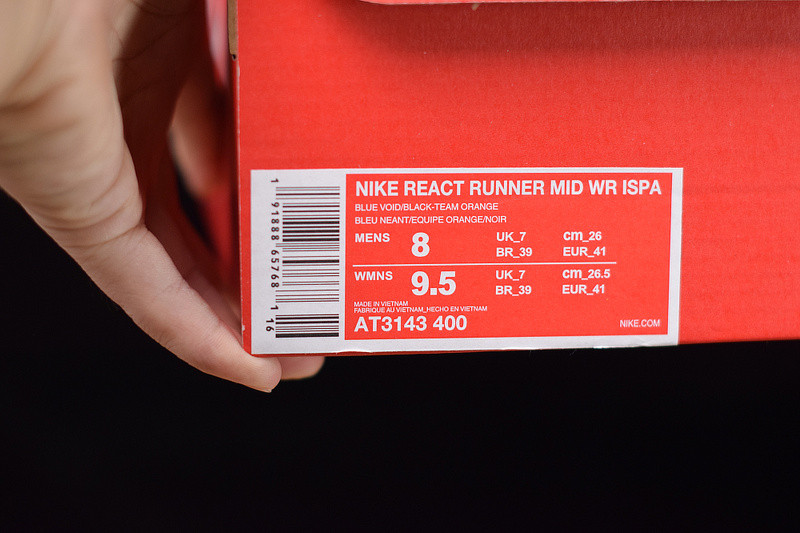 NIKE REACT RUNNER MID WR ISPA
BLUE VOID/BLACK-TEAM ORANGE
BLEU NEANT/EQUIPE ORANGE/NOIR
MENS 8 UK_7 cm_26
BR_39 EUR_41
WMNS 9.5 UK_7 cm_26.5
BR_39 EUR_41
MADE IN VIETNAM
FABRIQUE AU VIETNAM_HECHO EN VIETNAM
AT3143 400
NIKE.COM
1 91888 65768 1 16